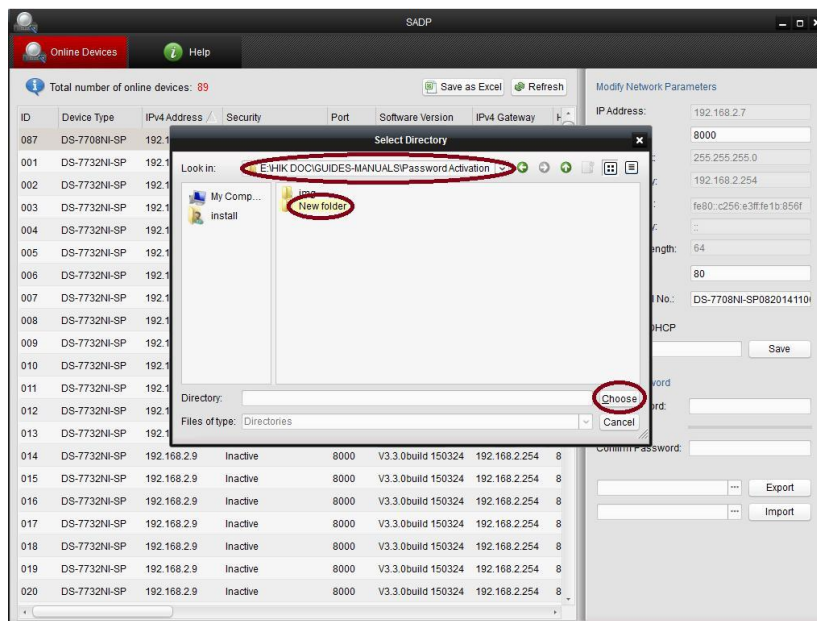 SADP
Online Devices Help
Total number of online devices: 89 Save as Excel Refresh
ID Device Type IPv4 Address Security Port Software Version IPv4 Gateway
087 DS-7708NI-SP 192.1
001 DS-7732NI-SP 192.1
002 DS-7732NI-SP 192.1
003 DS-7732NI-SP 192.1
004 DS-7732NI-SP 192.1
005 DS-7732NI-SP 192.1
006 DS-7732NI-SP 192.1
007 DS-7732NI-SP 192.1
008 DS-7732NI-SP 192.1
009 DS-7732NI-SP 192.1
010 DS-7732NI-SP 192.1
011 DS-7732NI-SP 192.1
012 DS-7732NI-SP 192.1
013 DS-7732NI-SP 192.1
014 DS-7732NI-SP 192.168.2.9 Inactive 8000 V3.3.0build 150324 192.168.2.254 8
015 DS-7732NI-SP 192.168.2.9 Inactive 8000 V3.3.0build 150324 192.168.2.254 8
016 DS-7732NI-SP 192.168.2.9 Inactive 8000 V3.3.0build 150324 192.168.2.254 8
017 DS-7732NI-SP 192.168.2.9 Inactive 8000 V3.3.0build 150324 192.168.2.254 8
018 DS-7732NI-SP 192.168.2.9 Inactive 8000 V3.3.0build 150324 192.168.2.254 8
019 DS-7732NI-SP 192.168.2.9 Inactive 8000 V3.3.0build 150324 192.168.2.254 8
020 DS-7732NI-SP 192.168.2.9 Inactive 8000 V3.3.0build 150324 192.168.2.254 8
Select Directory
Look in: E:\HIK DOC\GUIDES-MANUALS\Password Activation
My Comp...
install
img
New folder
Directory: Choose
Files of type: Directories Cancel
Modify Network Parameters
IP Address: 192.168.2.7
8000
255.255.255.0
192.168.2.254
fe80::c256:e3ff:fe1b:856f
::
ength: 64
80
l No.: DS-7708NI-SP082014110
DHCP
Save
word
ord:
Confirm Password:
... Export
... Import